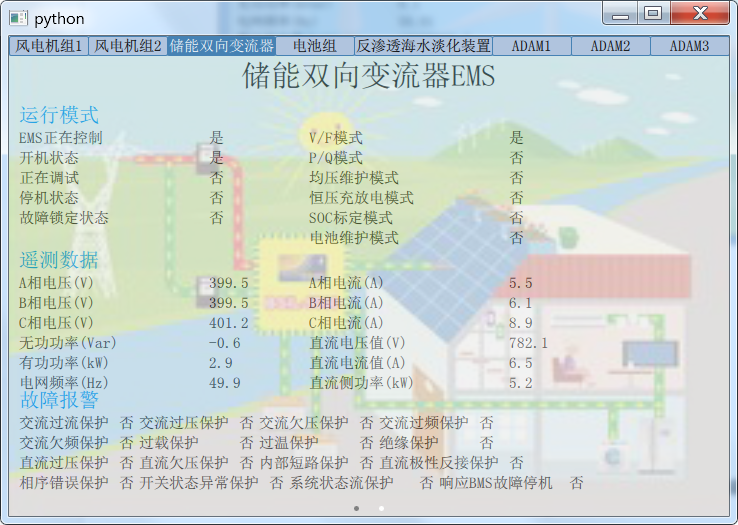 python
风电机组1 风电机组2 储能双向变流器 电池组 反渗透海水淡化装置 ADAM1 ADAM2 ADAM3
储能双向变流器EMS
运行模式
EMS正在控制 是 V/F模式 是
开机状态 是 P/Q模式 否
正在调试 否 均压维护模式 否
停机状态 否 恒压充放电模式 否
故障锁定状态 否 SOC标定模式 否
电池维护模式 否
遥测数据
A相电压(V) 399.5 A相电流(A) 5.5
B相电压(V) 399.5 B相电流(A) 6.1
C相电压(V) 401.2 C相电流(A) 8.9
无功功率(Var) -0.6 直流电压值(V) 782.1
有功功率(kW) 2.9 直流电流值(A) 6.5
电网频率(Hz) 49.9 直流侧功率(kW) 5.2
故障报警
交流过流保护 否 交流过压保护 否 交流欠压保护 否 交流过频保护 否
交流欠频保护 否 过载保护 否 过温保护 否 绝缘保护 否
直流过压保护 否 直流欠压保护 否 内部短路保护 否 直流极性反接保护 否
相序错误保护 否 开关状态异常保护 否 系统状态流保护 否 响应BMS故障停机 否